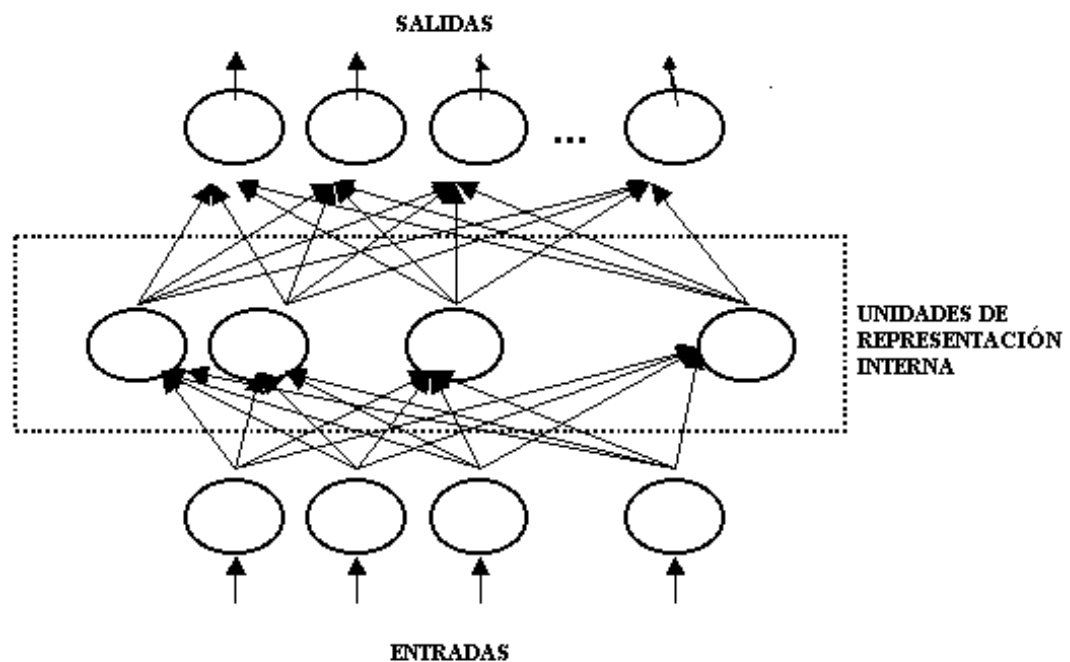 SALIDAS
...
UNIDADES DE
REPRESENTACIÓN
INTERNA
ENTRADAS